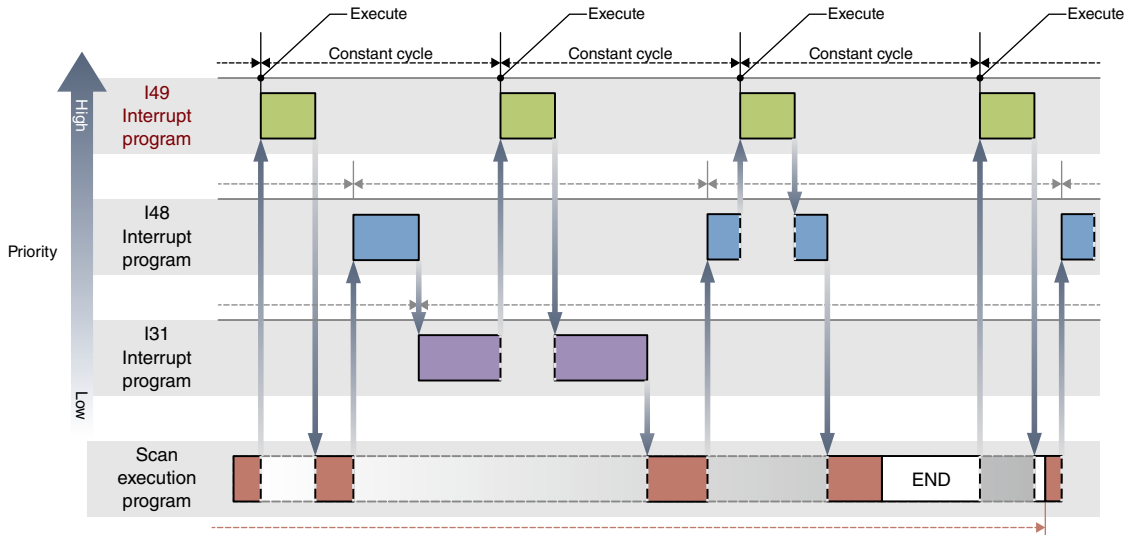 Execute Execute Execute Execute
Constant cycle Constant cycle Constant cycle
I49
Interrupt
program
High
I48
Interrupt
program
Priority
I31
Interrupt
program
Low
Scan
execution
program
END